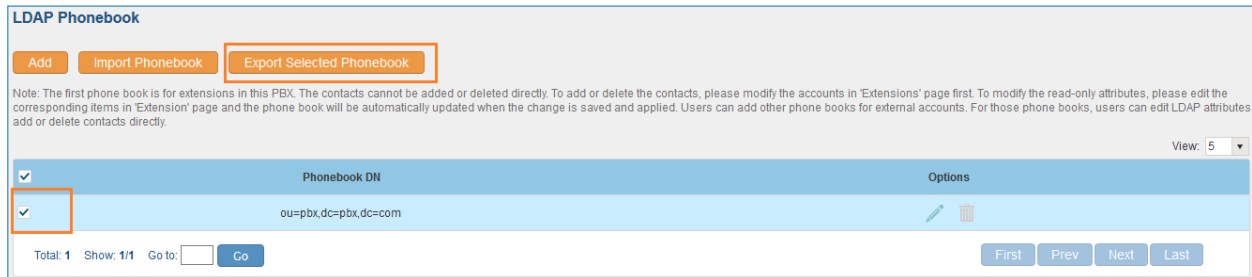 LDAP Phonebook
Add Import Phonebook Export Selected Phonebook
Note: The first phone book is for extensions in this PBX. The contacts cannot be added or deleted directly. To add or delete the contacts, please modify the accounts in 'Extensions' page first. To modify the read-only attributes, please edit the
corresponding items in 'Extension' page and the phone book will be automatically updated when the change is saved and applied. Users can add other phone books for external accounts. For those phone books, users can edit LDAP attributes
add or delete contacts directly.
View: 5
Phonebook DN Options
ou=pbx,dc=pbx,dc=com
Total: 1 Show: 1/1 Go to: Go First Prev Next Last